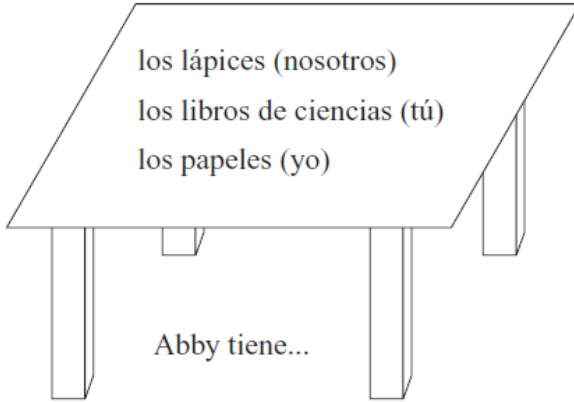 los lápices (nosotros)
los libros de ciencias (tú)
los papeles (yo)
Abby tiene...